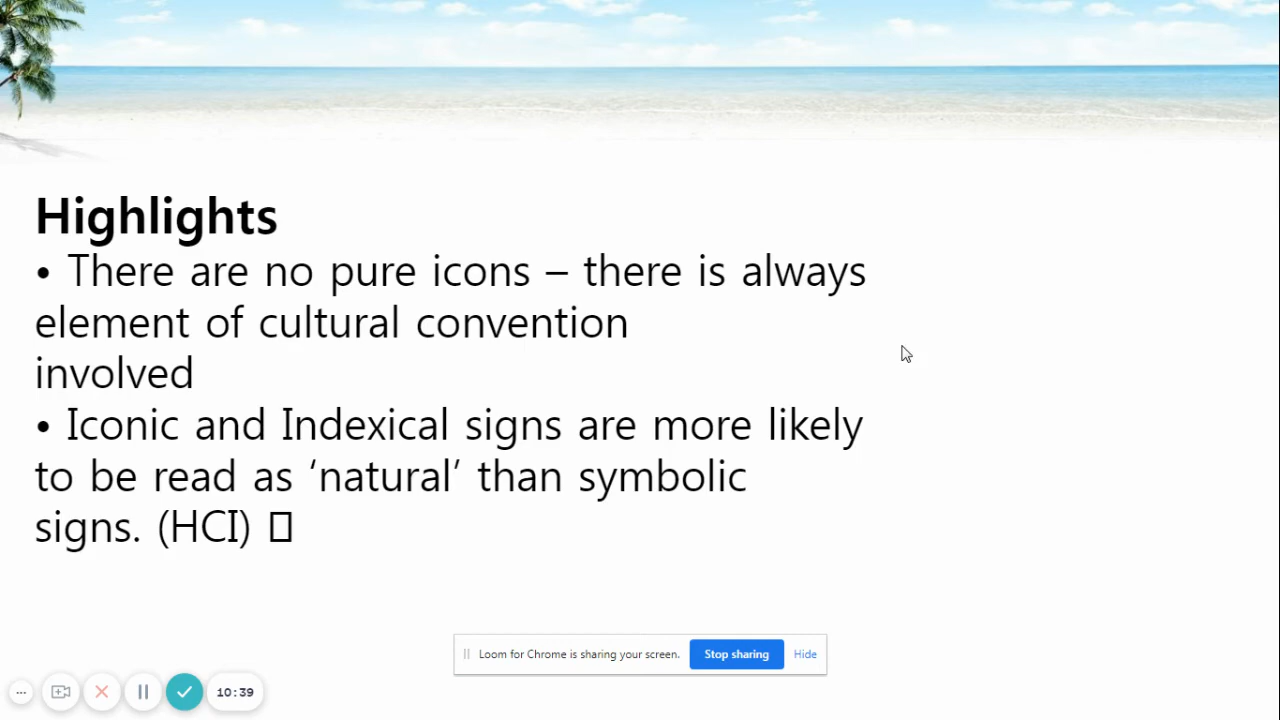 Highlights
• There are no pure icons – there is always
element of cultural convention
involved
• Iconic and Indexical signs are more likely
to be read as ‘natural’ than symbolic
signs. (HCI) 
Loom for Chrome is sharing your screen. Stop sharing Hide
10:39